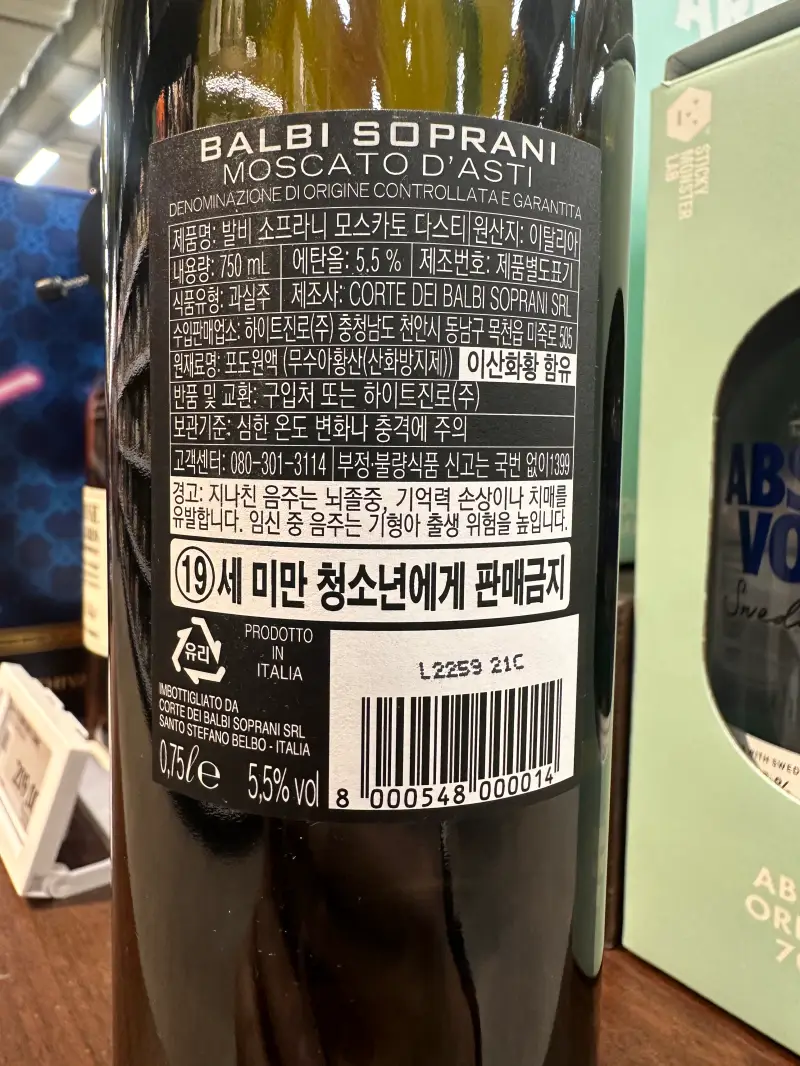 BALBI SOPRANI
MOSCATO D'ASTI
DENOMINAZIONE DI ORIGINE CONTROLLATA E GARANTITA
제품명: 발비 소프라니 모스카토 다스티 원산지: 이탈리아
내용량: 750 mL 에탄올: 5.5 % 제조번호: 제품별도표기
식품유형: 과실주 제조사: CORTE DEI BALBI SOPRANI SRL
수입판매업소: 하이트진로(주) 충청남도 천안시 동남구 목천읍 미죽로 505
원재료명: 포도원액 (무수아황산(산화방지제)) 이산화황 함유
반품 및 교환: 구입처 또는 하이트진로(주)
보관기준: 심한 온도 변화나 충격에 주의
고객센터: 080-301-3114 부정·불량식품 신고는 국번 없이1399
경고: 지나친 음주는 뇌졸중, 기억력 손상이나 치매를
유발합니다. 임신 중 음주는 기형아 출생 위험을 높입니다.
19세 미만 청소년에게 판매금지
유리
PRODOTTO
IN
ITALIA
IMBOTTIGLIATO DA
CORTE DEI BALBI SOPRANI SRL
SANTO STEFANO BELBO - ITALIA
0,75ℓ e 5,5% vol
L2259 21C
8 000548 000014
STICKY
MONSTER
LAB
ABS
VO
Swed
WITH SWED
AB
OR
70